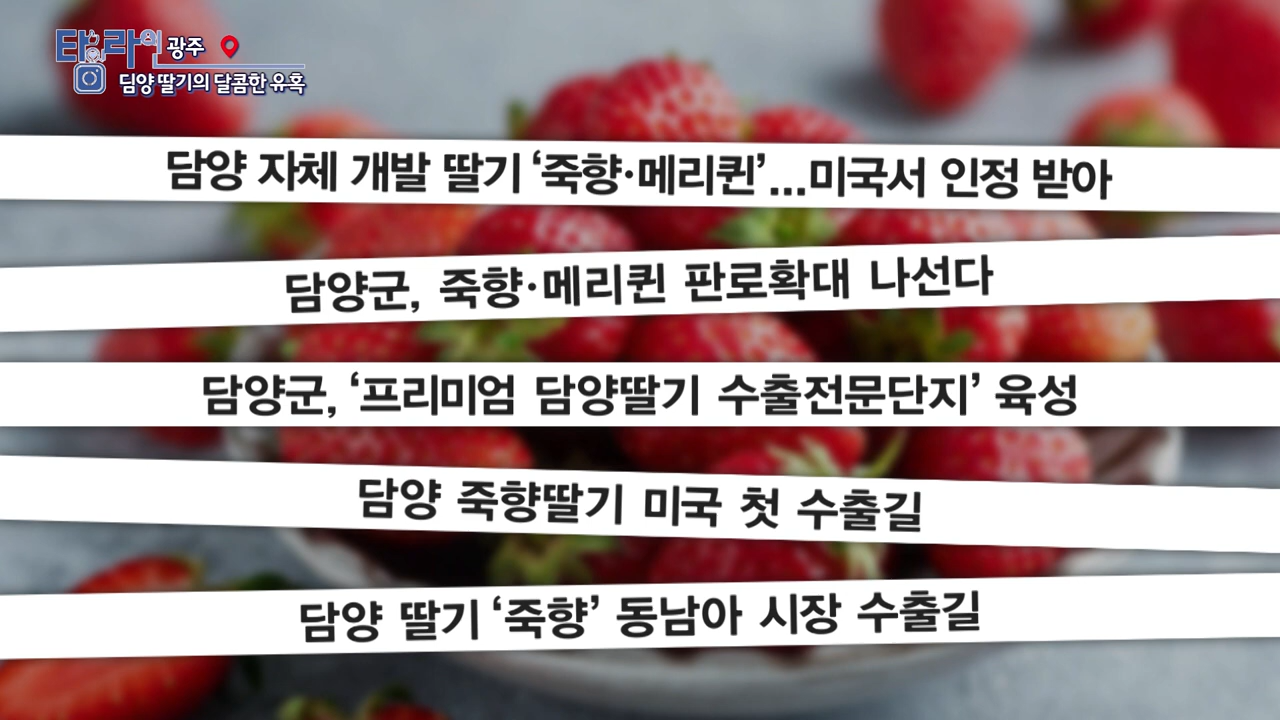 타임라인 광주
딤양 딸기의 달콤한 유혹
담양 자체 개발 딸기 ‘죽향·메리퀸’...미국서 인정 받아
담양군, 죽향·메리퀸 판로확대 나선다
담양군, ‘프리미엄 담양딸기 수출전문단지’ 육성
담양 죽향딸기 미국 첫 수출길
담양 딸기 ‘죽향’ 동남아 시장 수출길